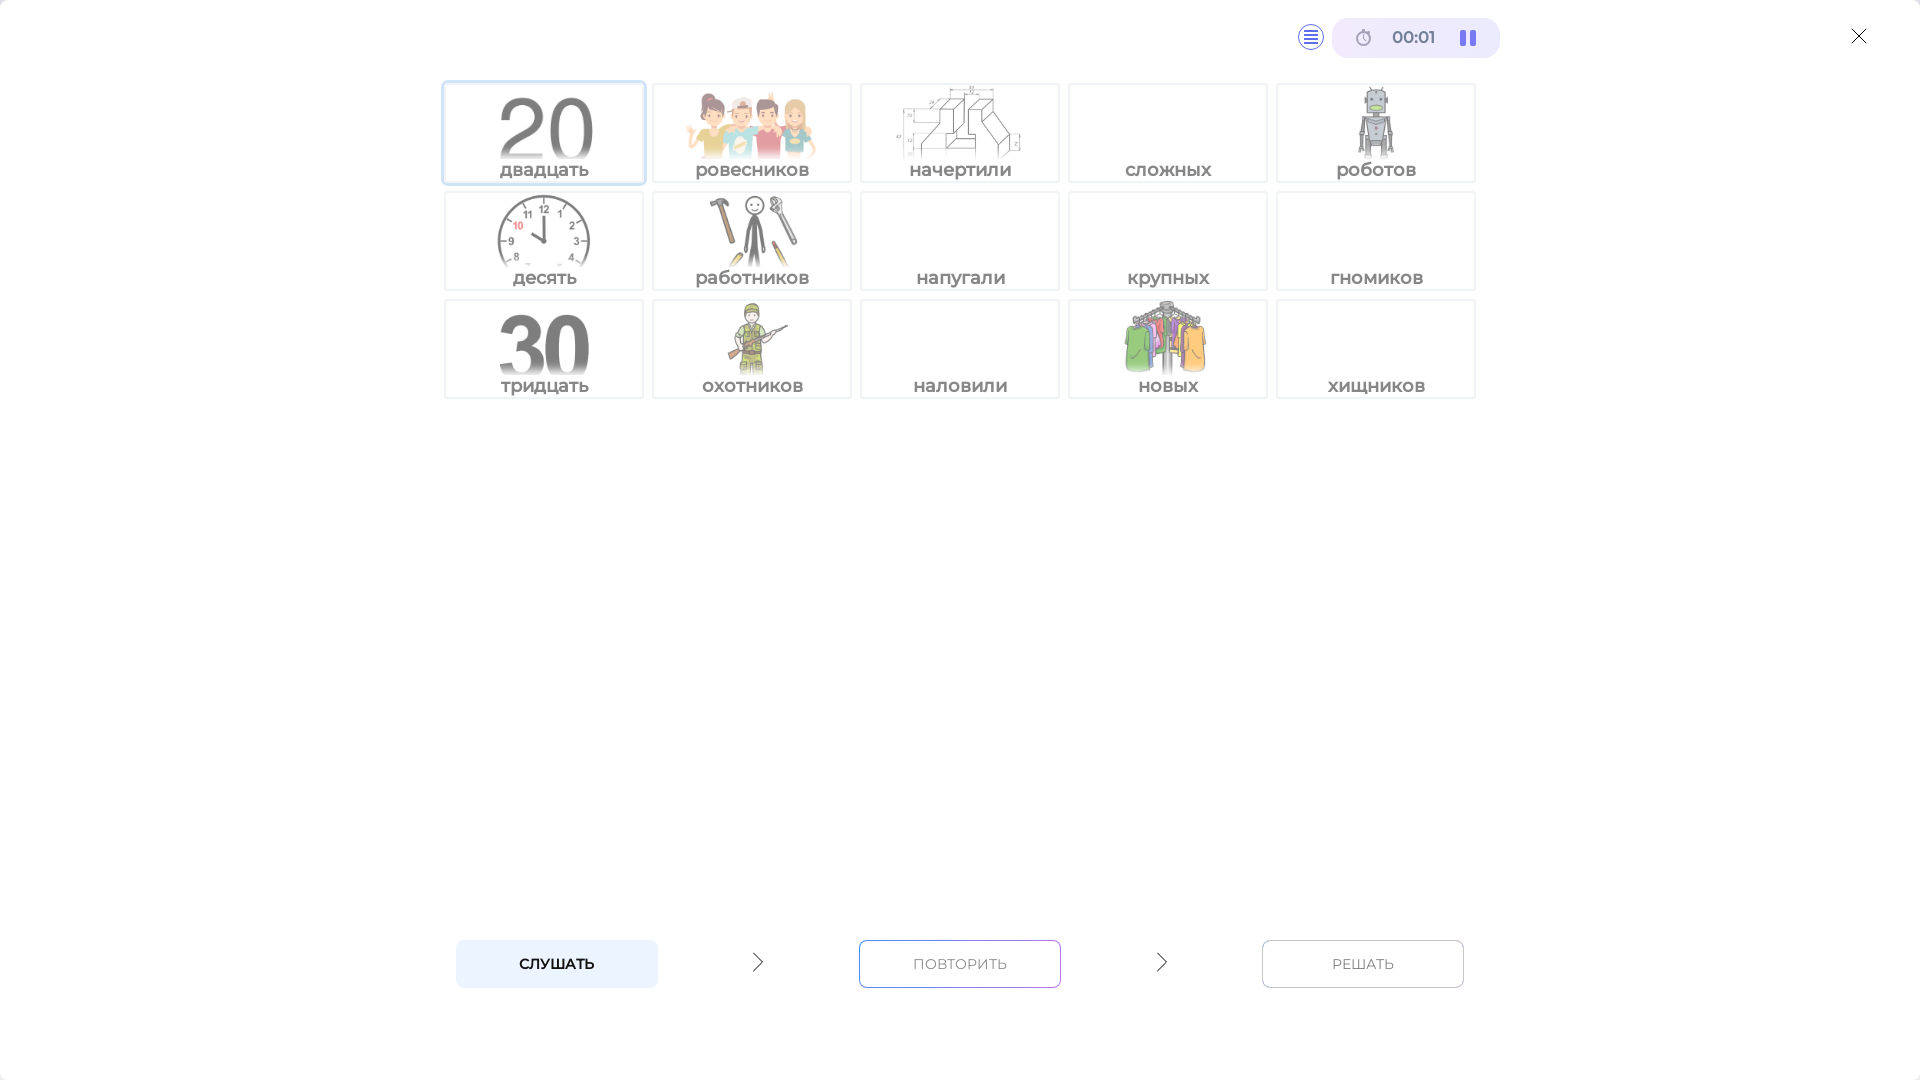 00:01
20
двадцать
ровесников
начертили
сложных
роботов
десять
работников
напугали
крупных
гномиков
30
тридцать
охотников
наловили
новых
хищников
СЛУШАТЬ
ПОВТОРИТЬ
РЕШАТЬ